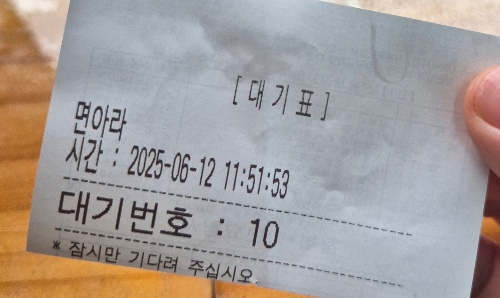 [ 대 기 표 ]
면아라
시간 : 2025-06-12 11:51:53
대기번호 : 10
* 잠시만 기다려 주십시오.